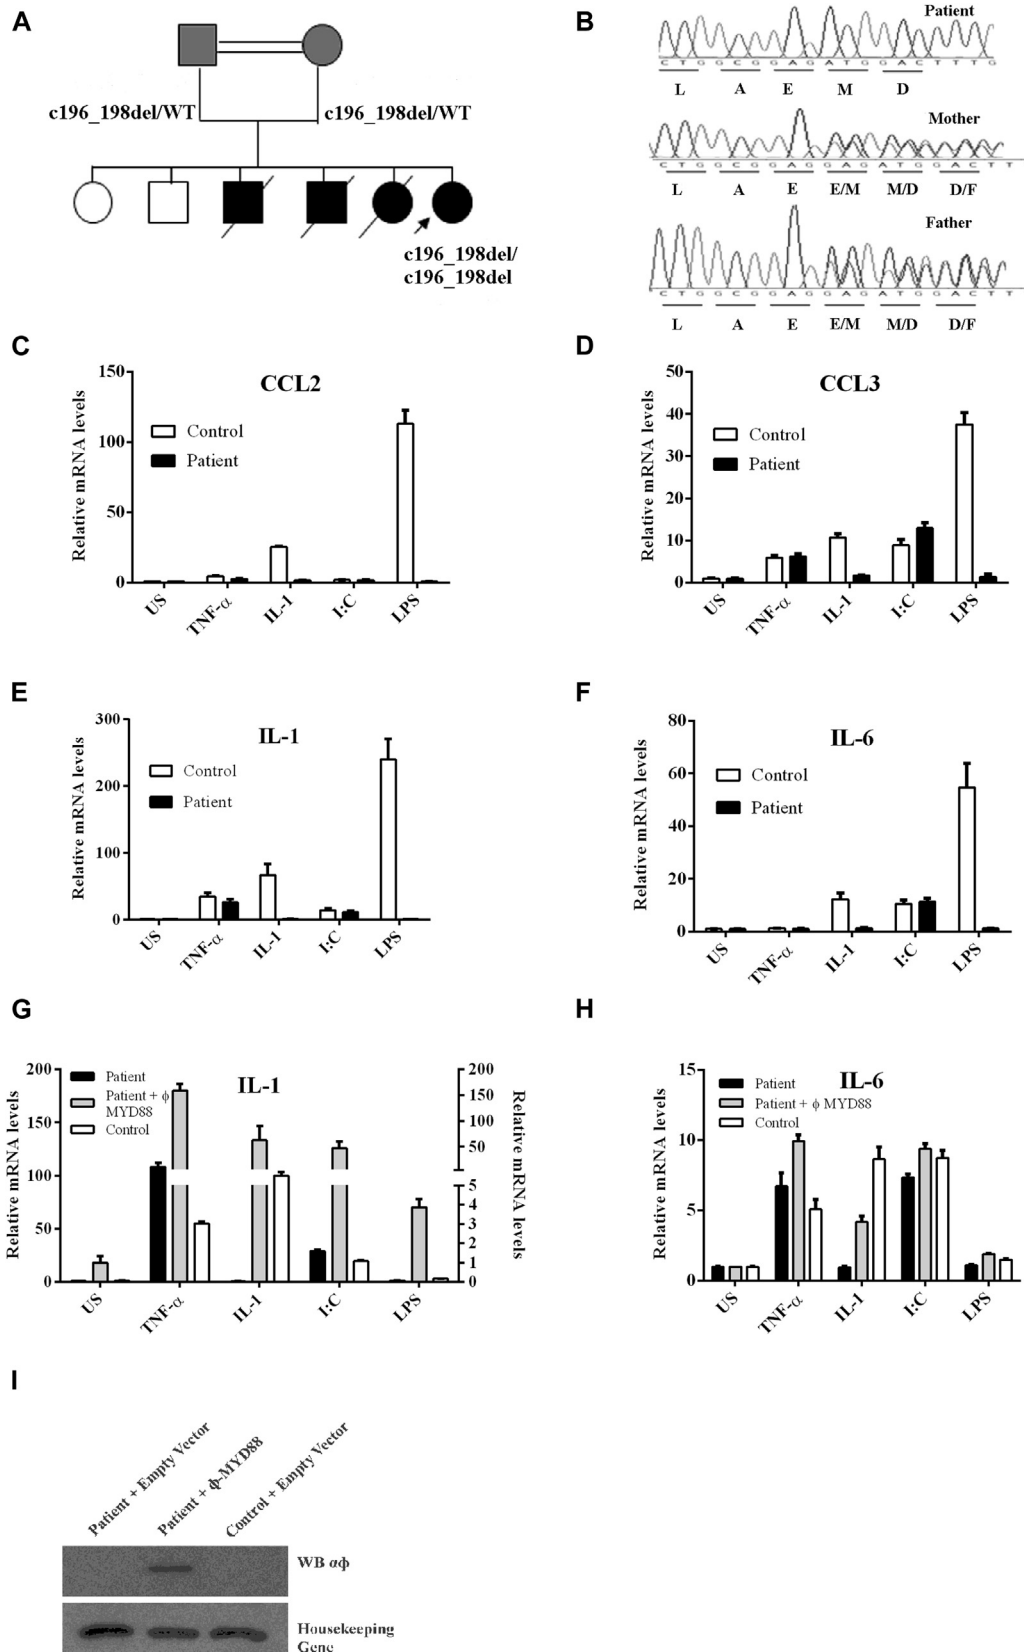 A
c196_198del/WT
c196_198del/WT
c196_198del/
c196_198del
B
Patient
C T G G C G G A G A T G G A C T T T G
L A E M D
Mother
C T G G C G G A G G A G A T G G A C T T
L A E E/M M/D D/F
Father
C T G G C G G A G G A G A T G G A C T T
L A E E/M M/D D/F
C
CCL2
Relative mRNA levels
150
100
50
0
Control
Patient
US TNF-α IL-1 I:C LPS
D
CCL3
Relative mRNA levels
50
40
30
20
10
0
Control
Patient
US TNF-α IL-1 I:C LPS
E
IL-1
Relative mRNA levels
300
200
100
0
Control
Patient
US TNF-α IL-1 I:C LPS
F
IL-6
Relative mRNA levels
80
60
40
20
0
Control
Patient
US TNF-α IL-1 I:C LPS
G
IL-1
Relative mRNA levels
200
150
100
50
0
Patient
Patient + ϕ
MYD88
Control
200
150
100
50
5
4
3
2
1
0
Relative mRNA levels
US TNF-α IL-1 I:C LPS
H
IL-6
Relative mRNA levels
15
10
5
0
Patient
Patient + ϕ MYD88
Control
US TNF-α IL-1 I:C LPS
I
Patient + Empty Vector
Patient + ϕ-MYD88
Control + Empty Vector
WB αϕ
Housekeeping
Gene